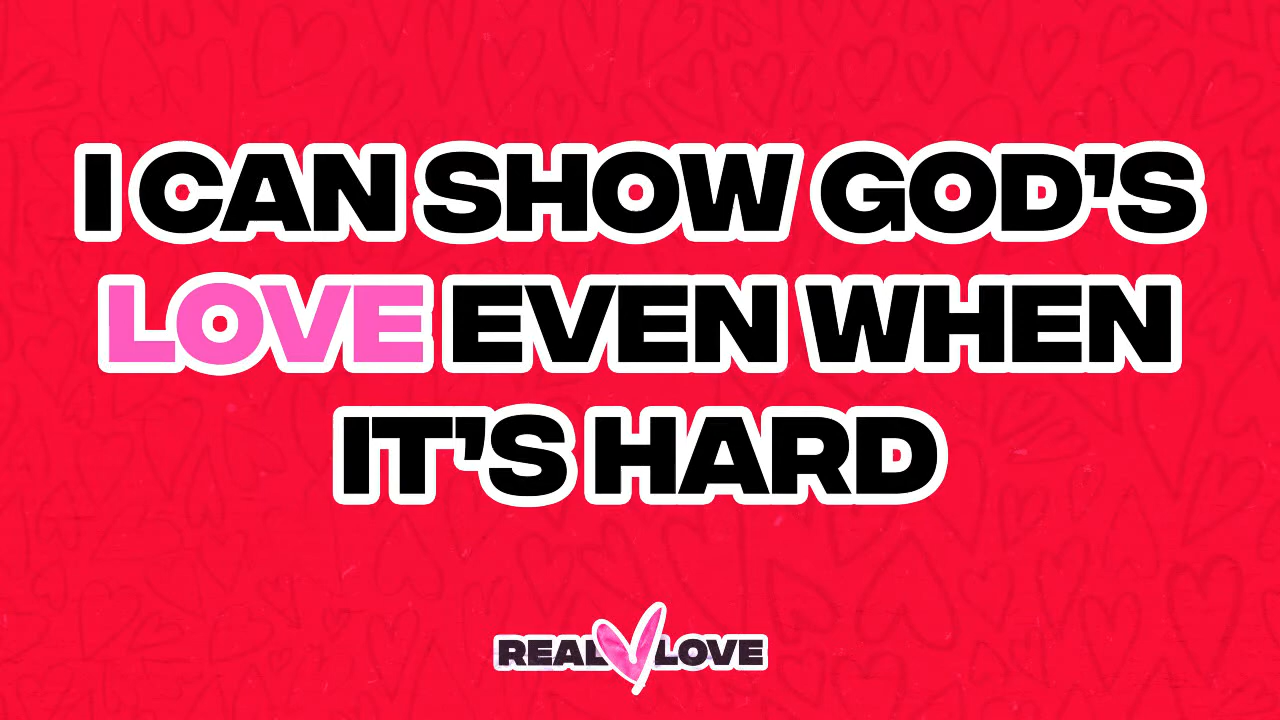 I CAN SHOW GOD'S
LOVE EVEN WHEN
IT'S HARD
REAL LOVE